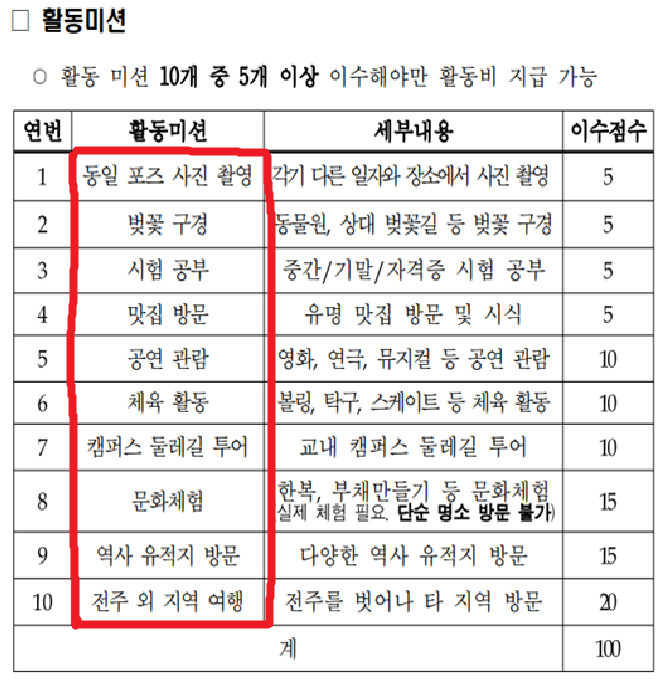 □ 활동미션
○ 활동 미션 10개 중 5개 이상 이수해야만 활동비 지급 가능
연번 활동미션 세부내용 이수점수
1 동일 포즈 사진 촬영 각기 다른 일자와 장소에서 사진 촬영 5
2 벚꽃 구경 동물원, 상대 벚꽃길 등 벚꽃 구경 5
3 시험 공부 중간/기말/자격증 시험 공부 5
4 맛집 방문 유명 맛집 방문 및 시식 5
5 공연 관람 영화, 연극, 뮤지컬 등 공연 관람 10
6 체육 활동 볼링, 탁구, 스케이트 등 체육 활동 10
7 캠퍼스 둘레길 투어 교내 캠퍼스 둘레길 투어 10
8 문화체험 한복, 부채만들기 등 문화체험 15
실제 체험 필요, 단순 명소 방문 불가)
9 역사 유적지 방문 다양한 역사 유적지 방문 15
10 전주 외 지역 여행 전주를 벗어나 타 지역 방문 20
계 100